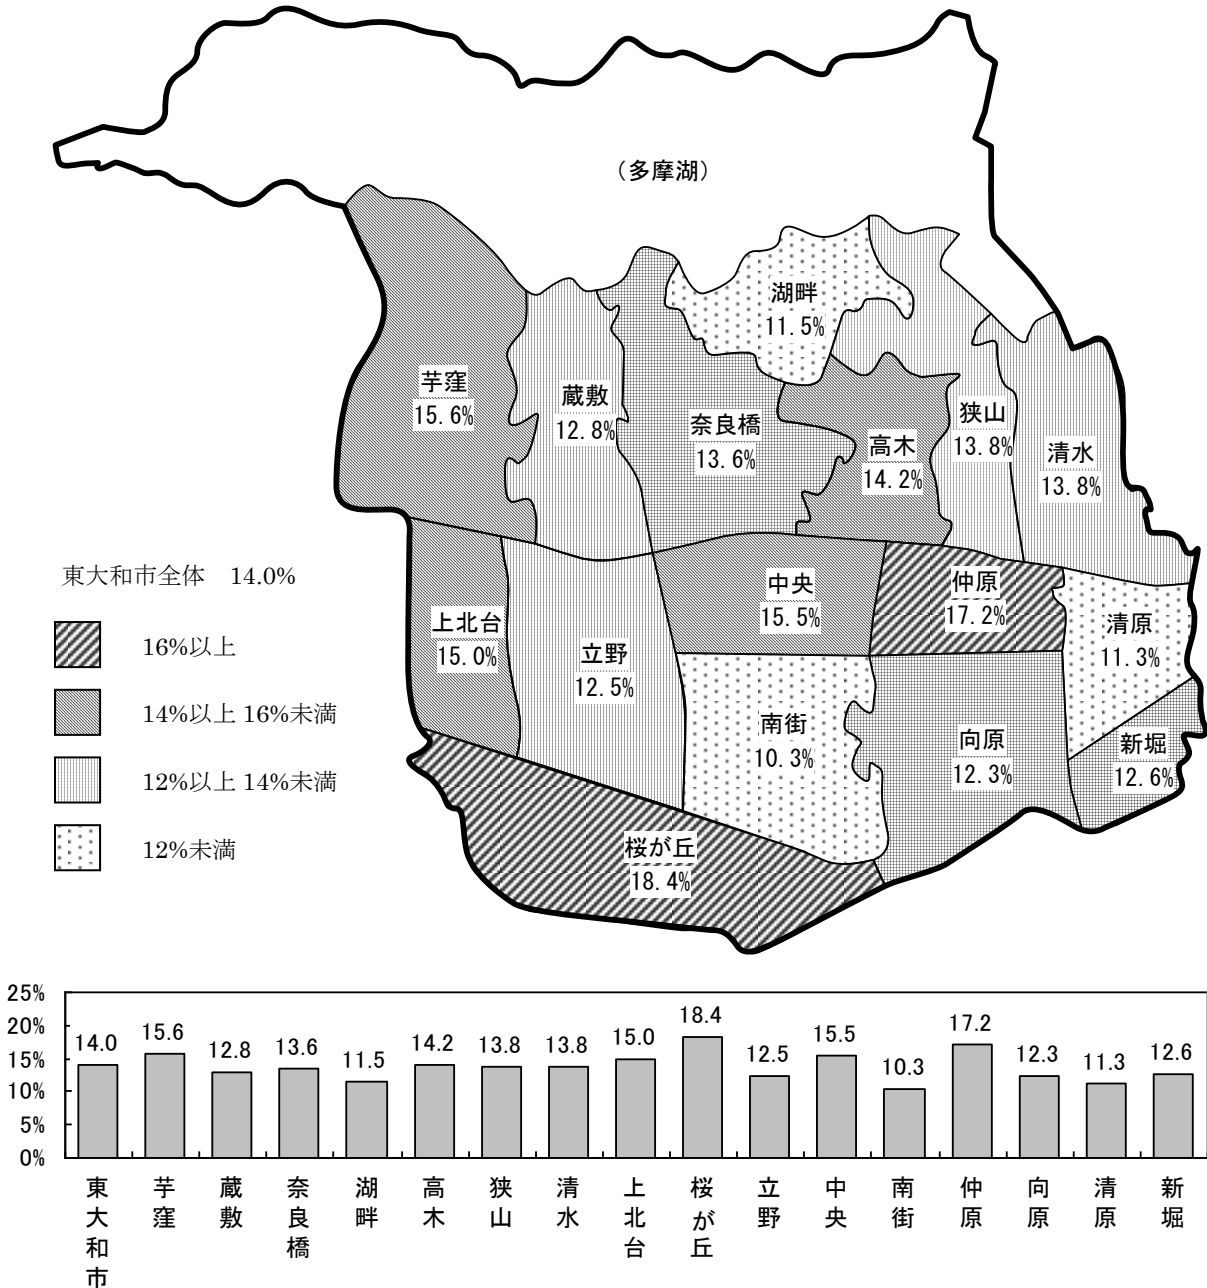 (多摩湖)
湖畔
11.5%
芋窪
15.6%
蔵敷
12.8%
奈良橋
13.6%
高木
14.2%
狭山
13.8%
清水
13.8%
東大和市全体 14.0%
16%以上
14%以上 16%未満
12%以上 14%未満
12%未満
上北台
15.0%
立野
12.5%
中央
15.5%
仲原
17.2%
清原
11.3%
南街
10.3%
向原
12.3%
新堀
12.6%
桜が丘
18.4%
25%
20%
15%
10%
5%
0%
14.0 15.6 12.8 13.6 11.5 14.2 13.8 13.8 15.0 18.4 12.5 15.5 10.3 17.2 12.3 11.3 12.6
東大和市
芋窪
蔵敷
奈良橋
湖畔
高木
狭山
清水
上北台
桜が丘
立野
中央
南街
仲原
向原
清原
新堀